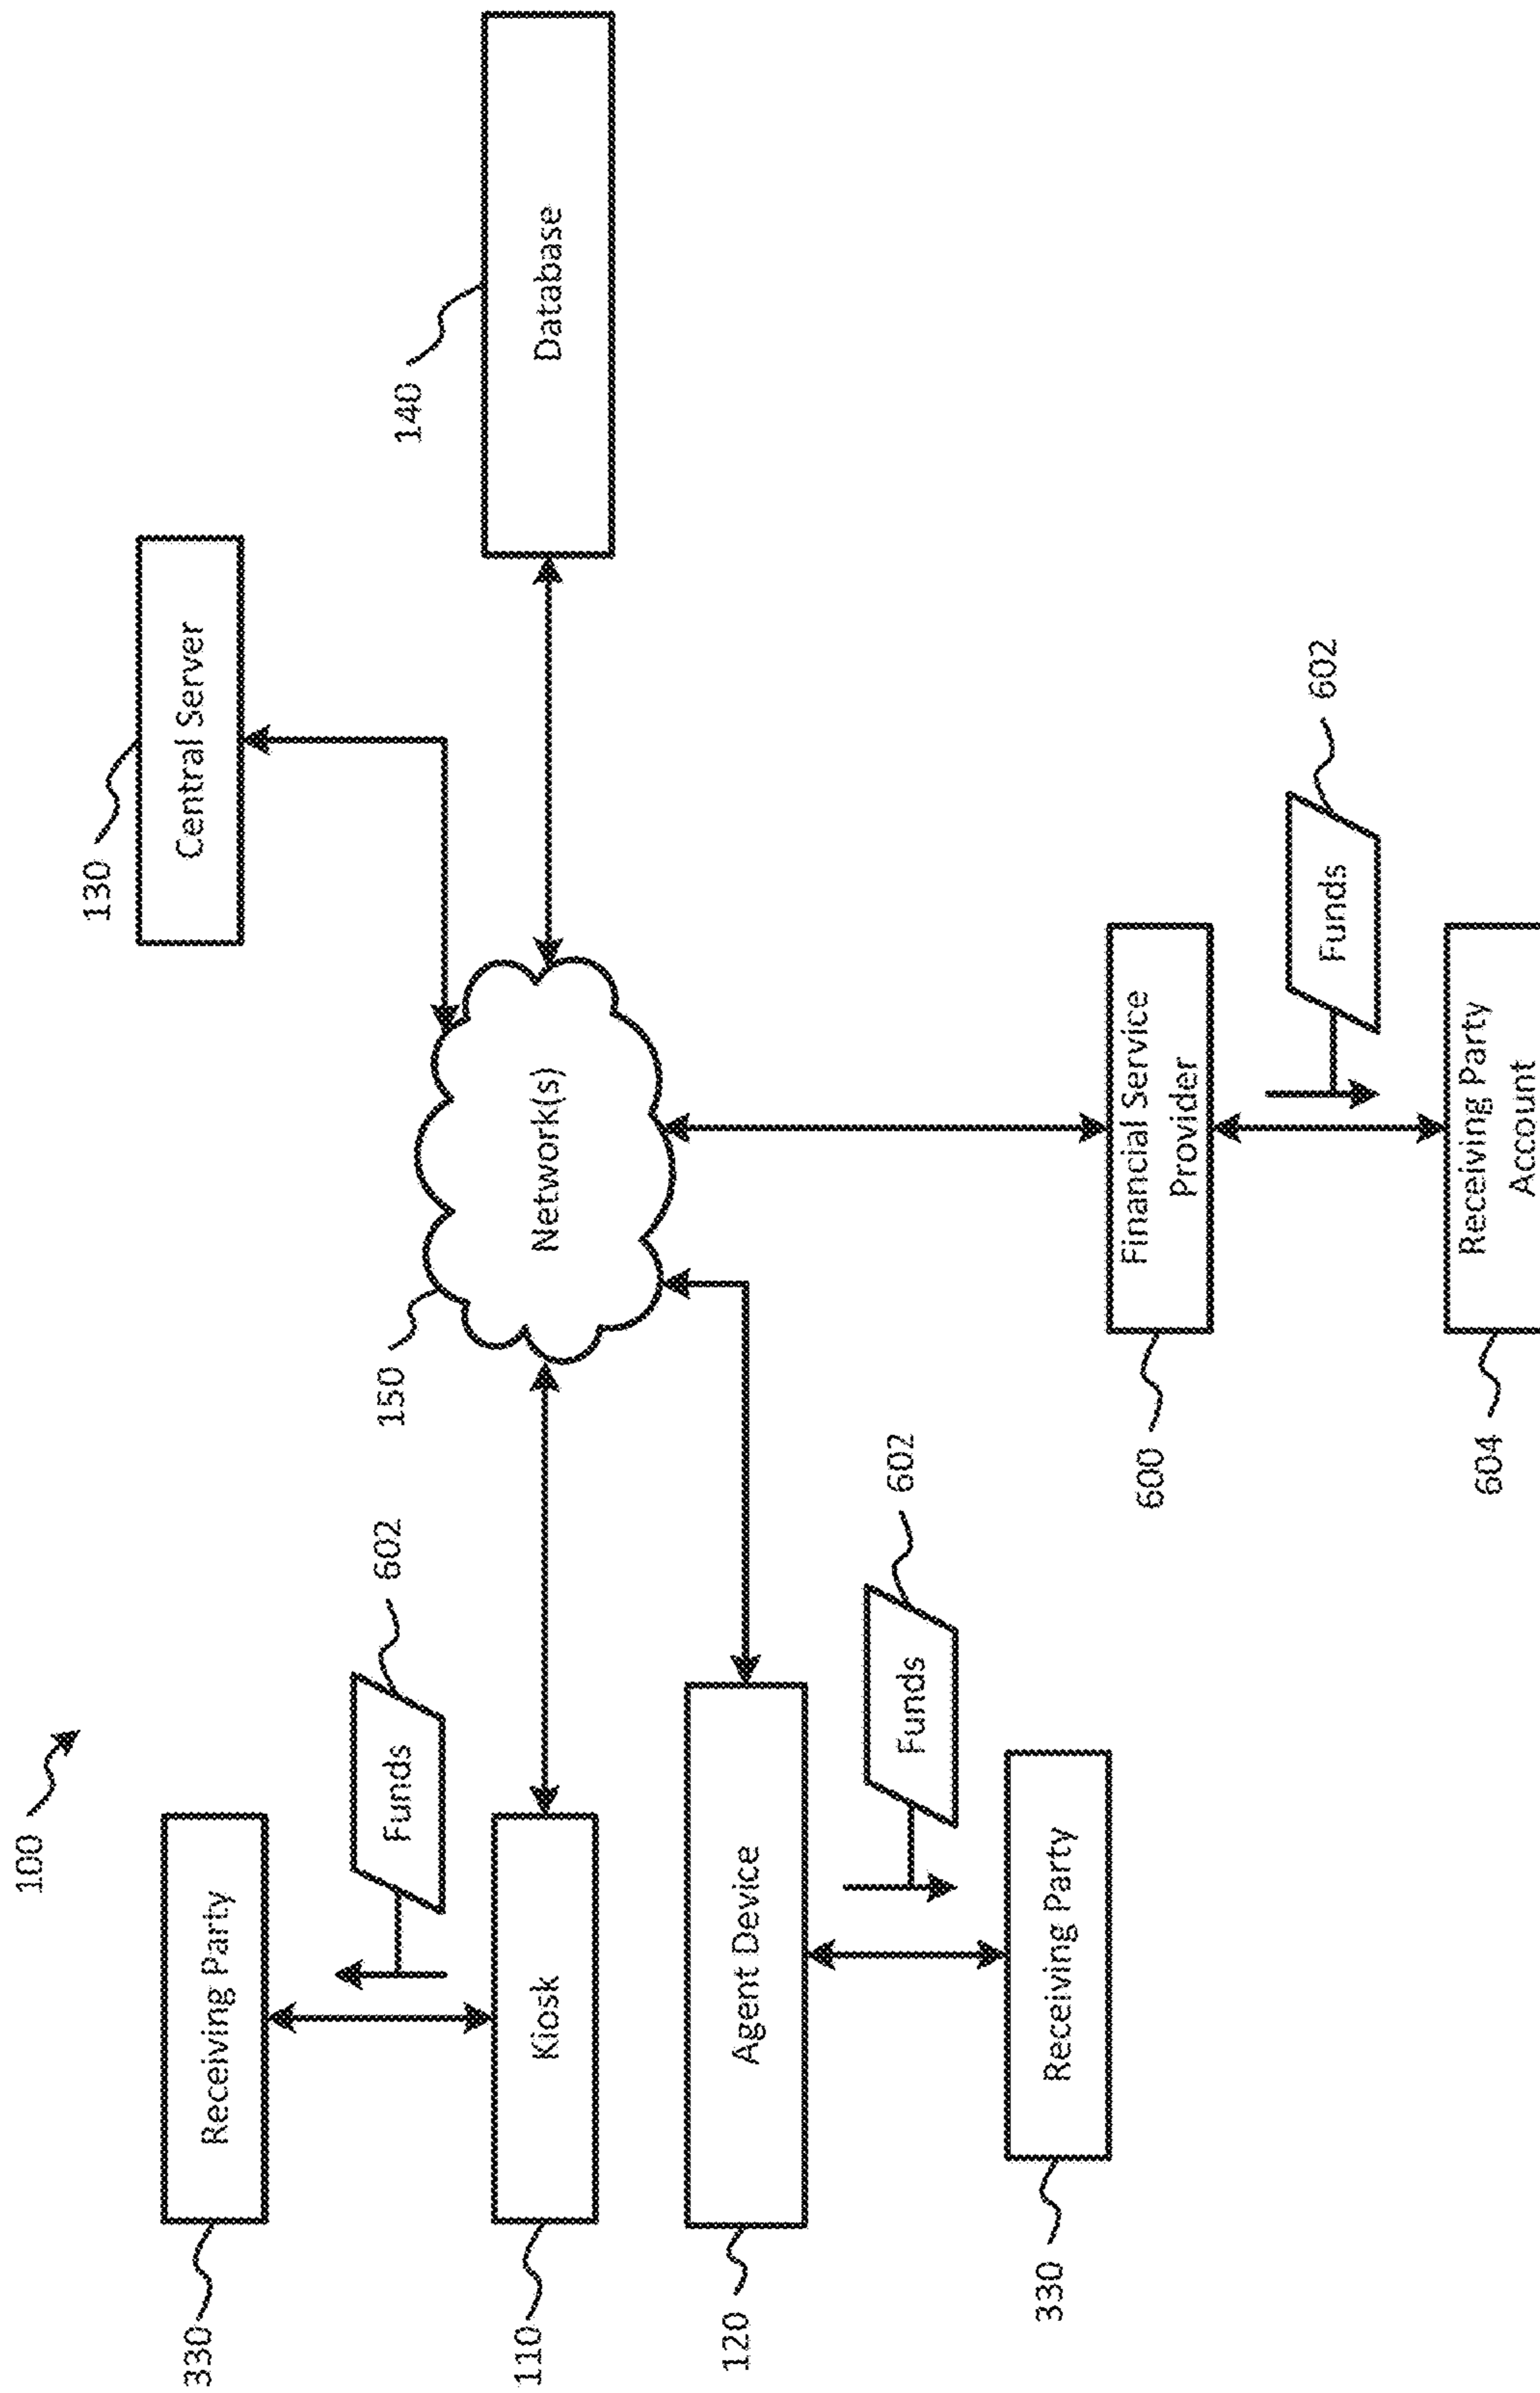 100
130
Central Server
330
Receiving Party
Funds
602
140
Database
150
Network(s)
110
Kiosk
120
Agent Device
Funds
602
330
Receiving Party
600
Financial Service
Provider
Funds
602
604
Receiving Party
Account